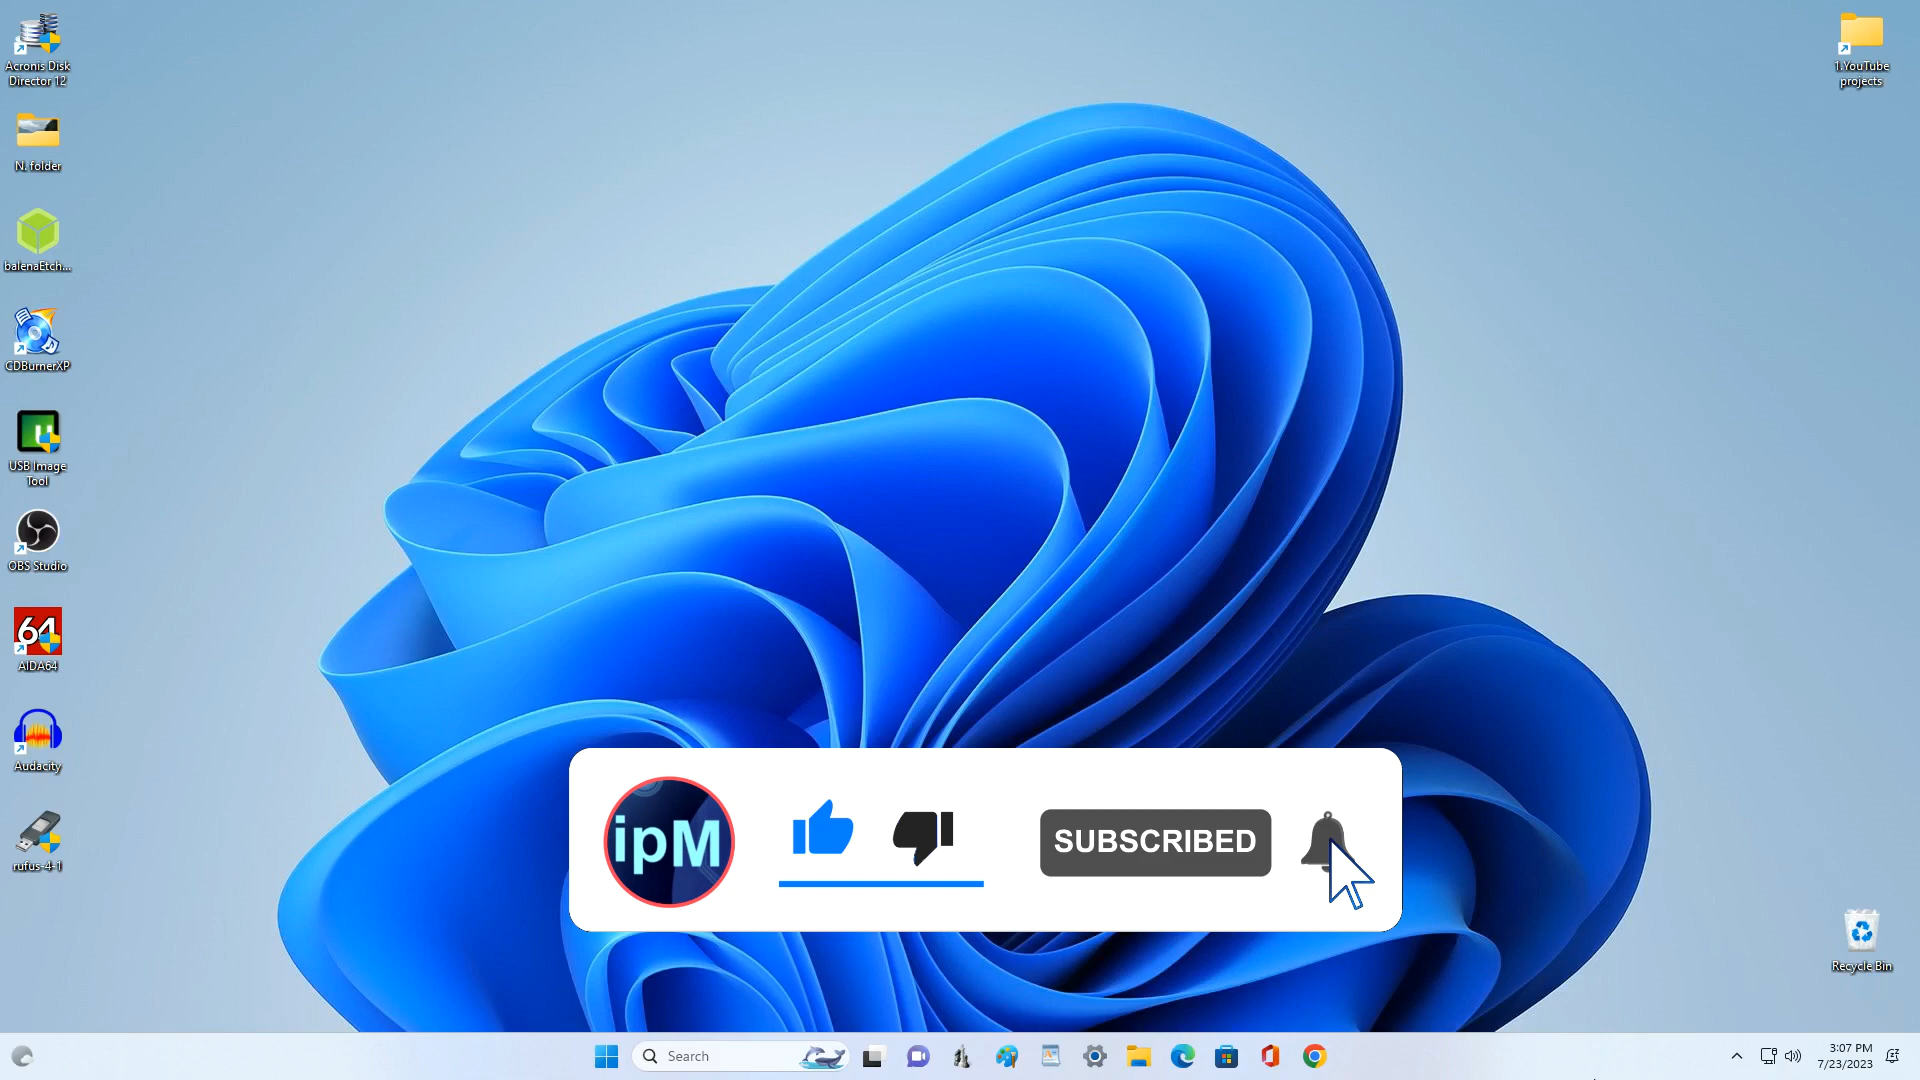 Acronis Disk
Director 12
N. folder
balenaEtch...
CDBurnerXP
USB Image
Tool
OBS Studio
64
AIDA64
Audacity
rufus-4-1
1.YouTube
projects
ipM
SUBSCRIBED
Recycle Bin
Search
3:07 PM
7/23/2023